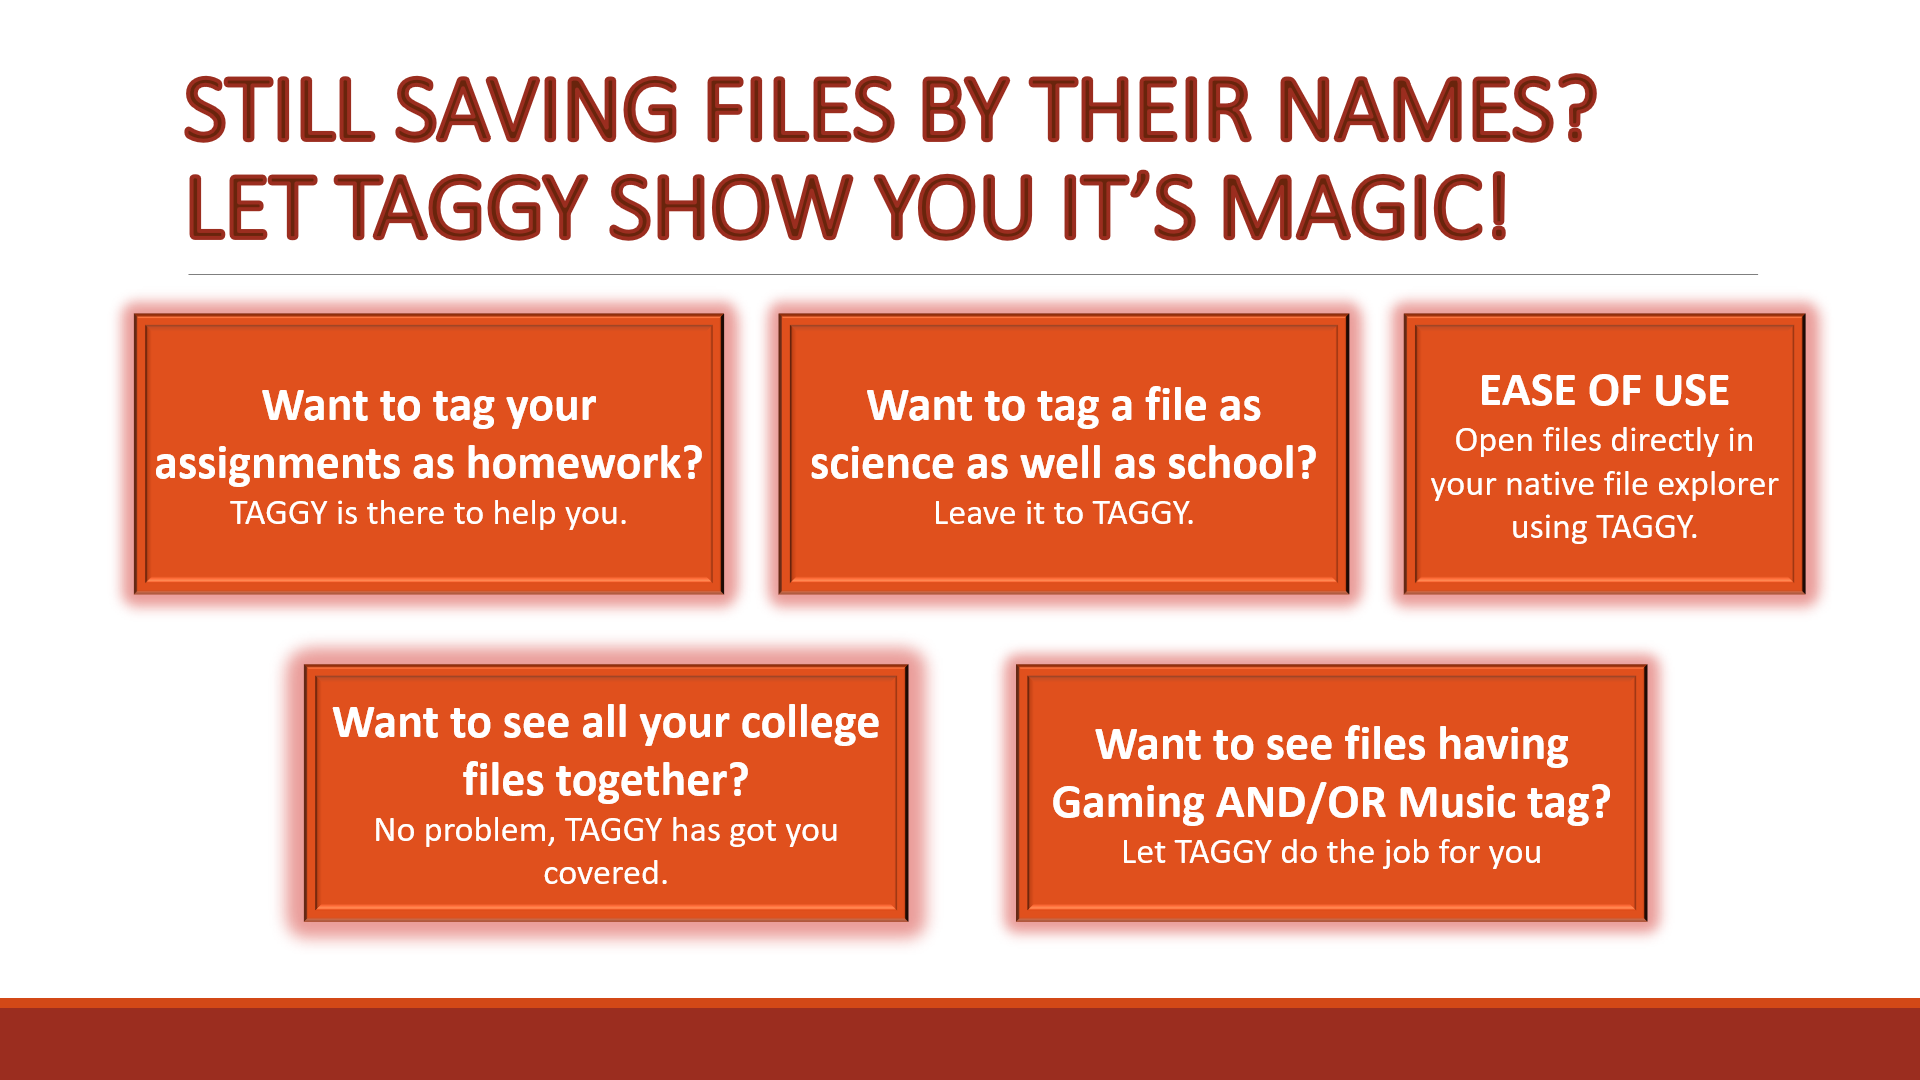 STILL SAVING FILES BY THEIR NAMES?
LET TAGGY SHOW YOU IT’S MAGIC!
Want to tag your
assignments as homework?
TAGGY is there to help you.
Want to tag a file as
science as well as school?
Leave it to TAGGY.
EASE OF USE
Open files directly in
your native file explorer
using TAGGY.
Want to see all your college
files together?
No problem, TAGGY has got you
covered.
Want to see files having
Gaming AND/OR Music tag?
Let TAGGY do the job for you